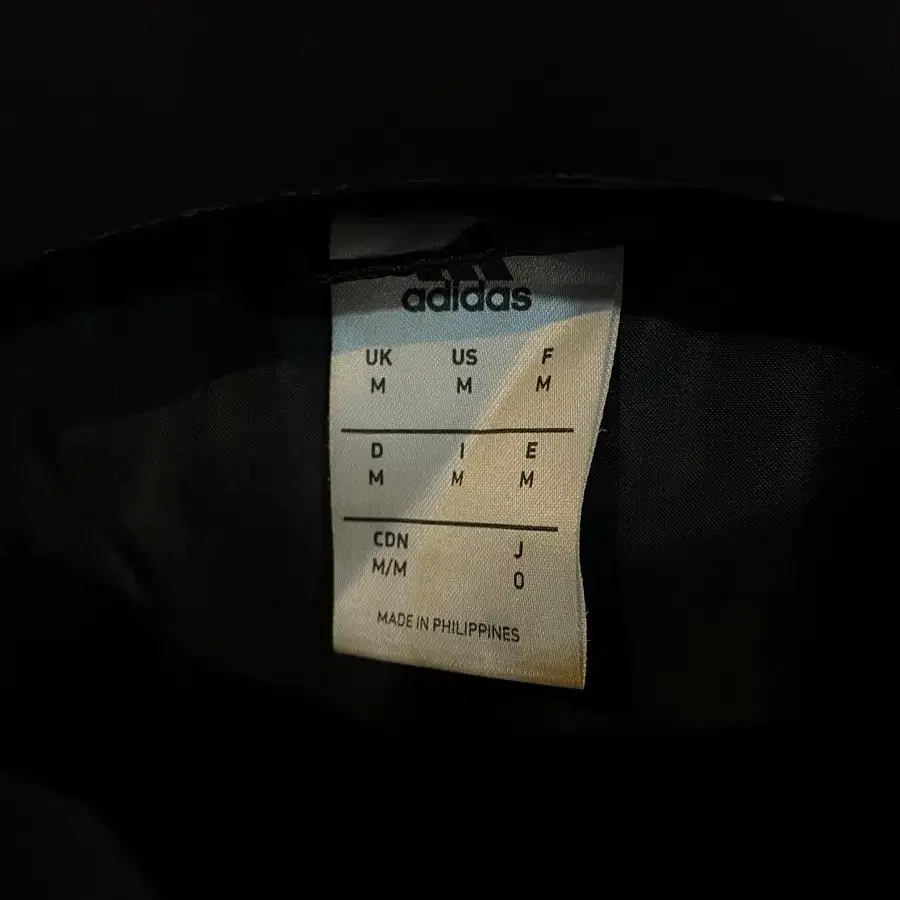 adidas
UK US F
M M M
D I E
M M M
CDN J
M/M O
MADE IN PHILIPPINES